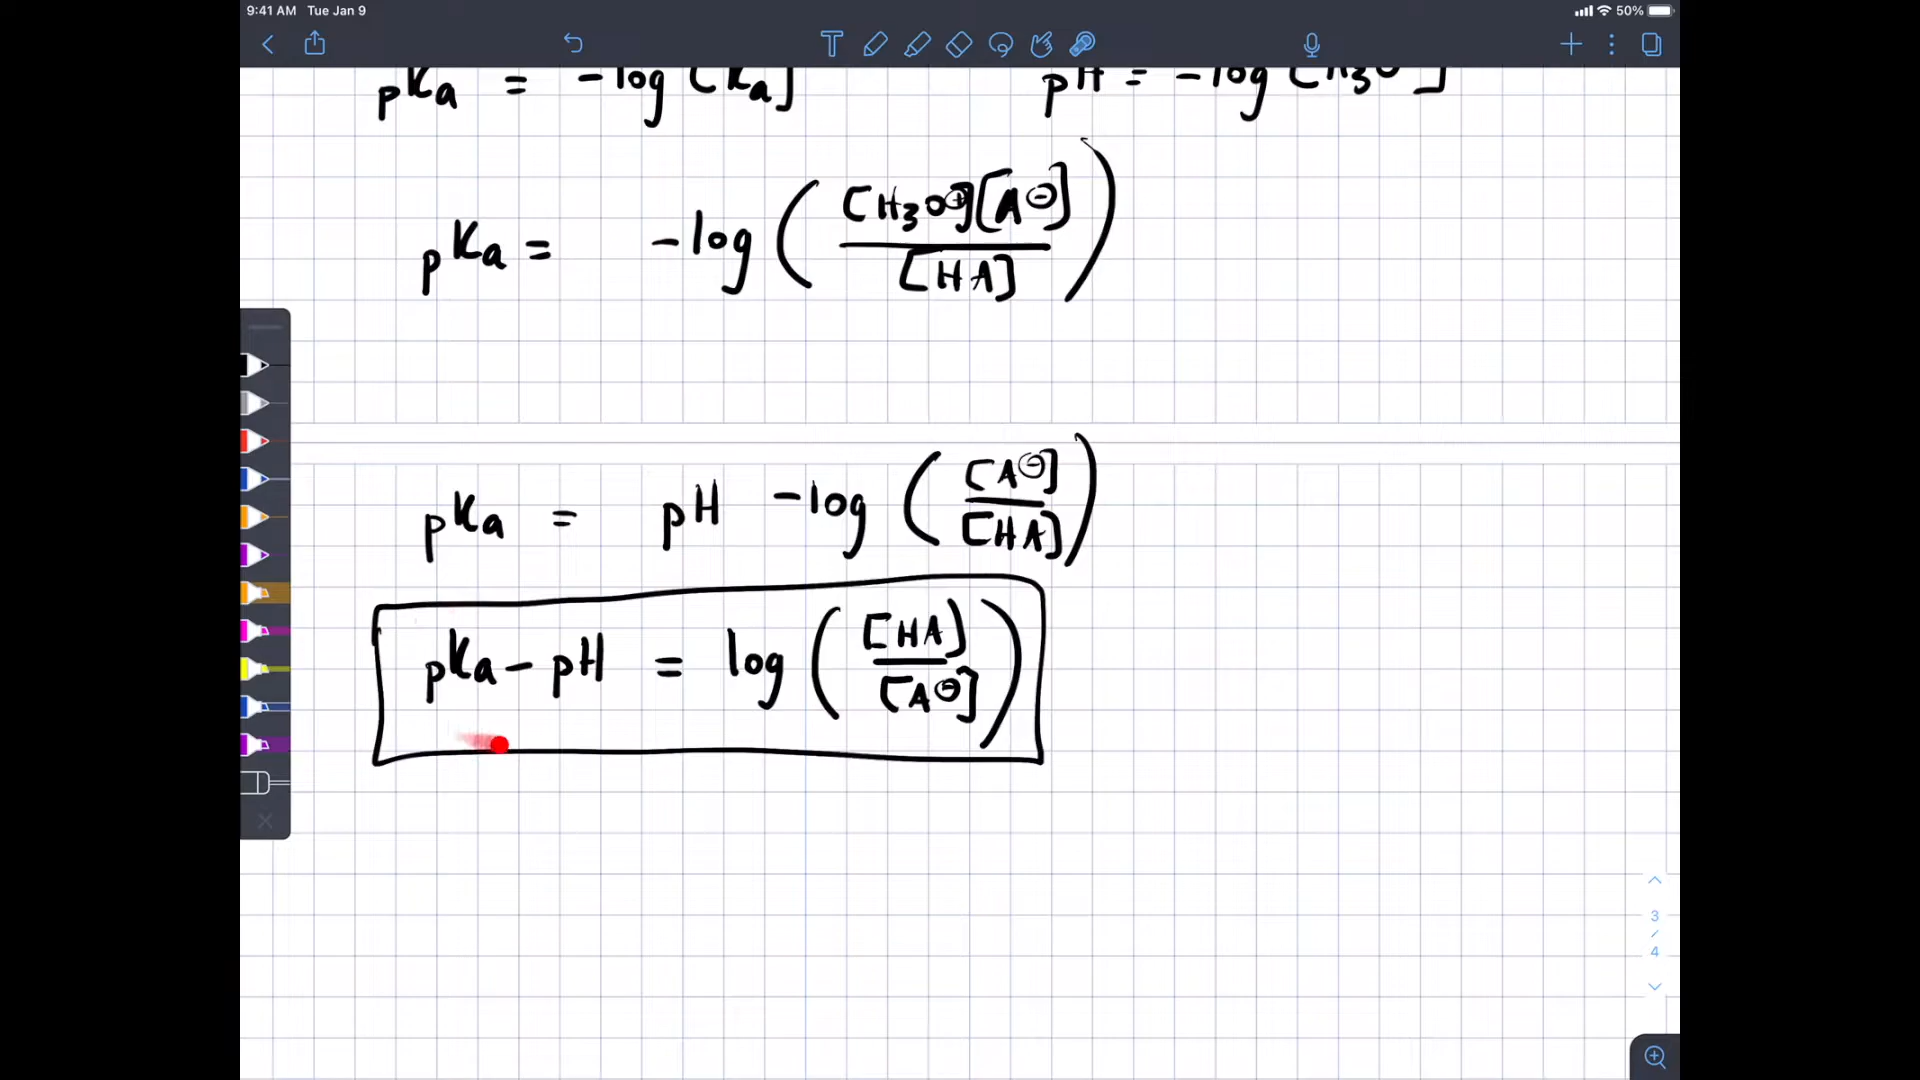 9:41 AM Tue Jan 9
50%
pKa = -log [Ka]
pH = -log [H3O ]
pKa = -log ( [H3O⊕][A⊖] / [HA] )
pKa = pH -log ( [A⊖] / [HA] )
pKa - pH = log ( [HA] / [A⊖] )
3
/
4